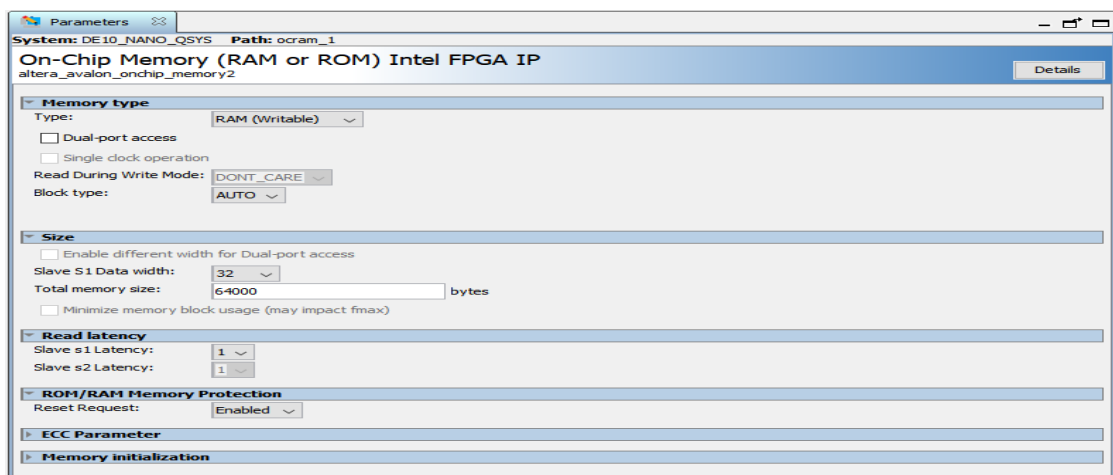 Parameters
System: DE10_NANO_QSYS Path: ocram_1
On-Chip Memory (RAM or ROM) Intel FPGA IP
altera_avalon_onchip_memory2
Details
Memory type
Type: RAM (Writable)
Dual-port access
Single clock operation
Read During Write Mode: DONT_CARE
Block type: AUTO
Size
Enable different width for Dual-port access
Slave S1 Data width: 32
Total memory size: 64000 bytes
Minimize memory block usage (may impact fmax)
Read latency
Slave s1 Latency: 1
Slave s2 Latency: 1
ROM/RAM Memory Protection
Reset Request: Enabled
ECC Parameter
Memory initialization